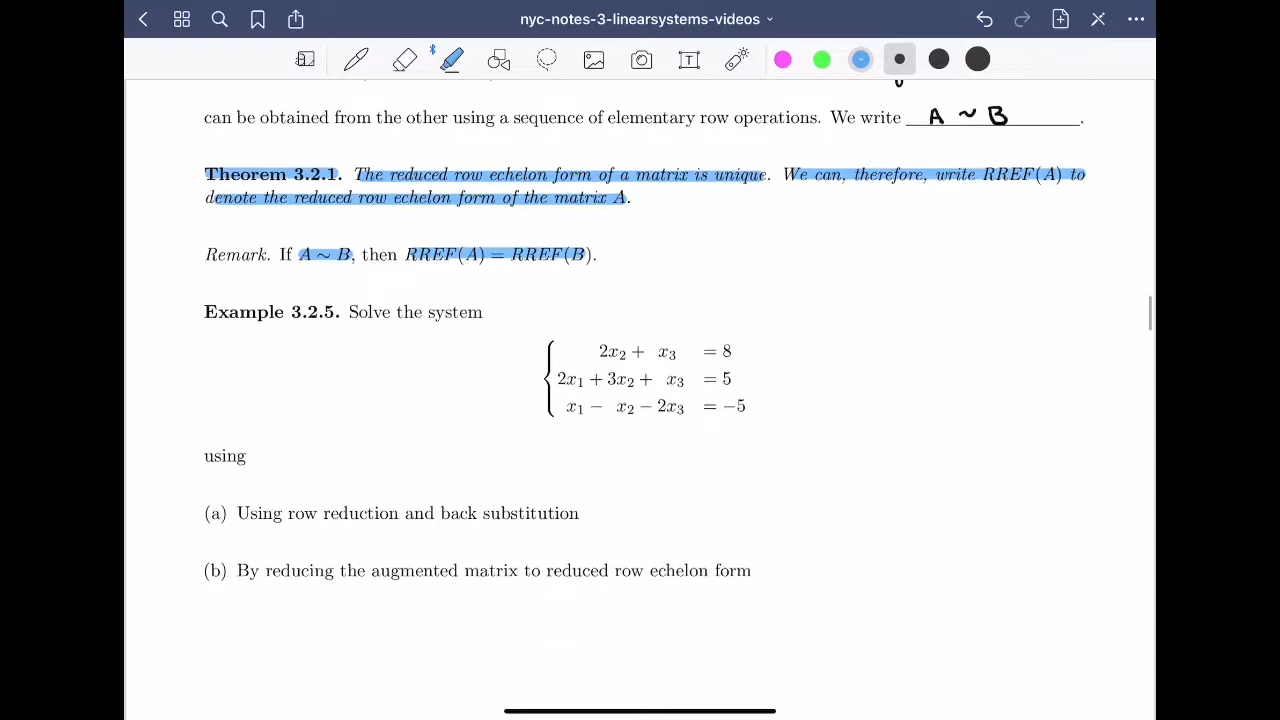 nyc-notes-3-linearsystems-videos
can be obtained from the other using a sequence of elementary row operations. We write A ~ B.
Theorem 3.2.1. The reduced row echelon form of a matrix is unique. We can, therefore, write RREF(A) to
denote the reduced row echelon form of the matrix A.
Remark. If A ∼ B, then RREF(A) = RREF(B).
Example 3.2.5. Solve the system
2x₂ + x₃ = 8
2x₁ + 3x₂ + x₃ = 5
x₁ − x₂ − 2x₃ = −5
using
(a) Using row reduction and back substitution
(b) By reducing the augmented matrix to reduced row echelon form